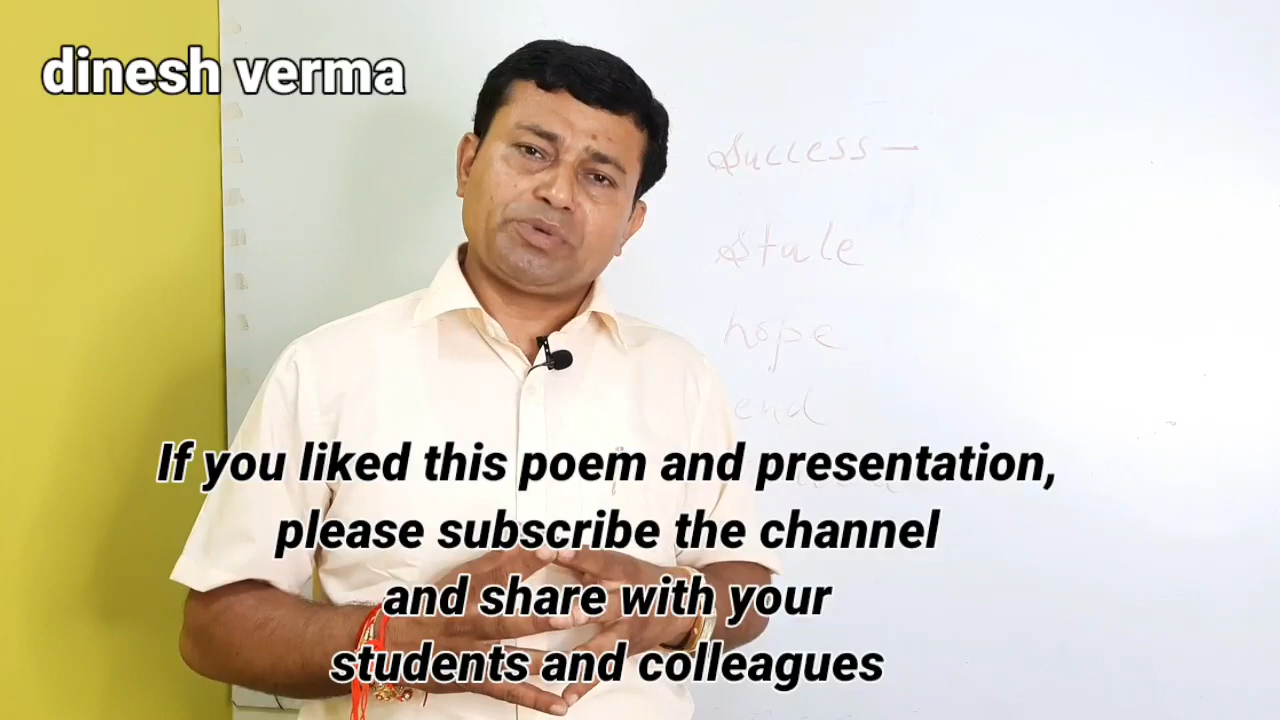 dinesh verma
Success -
Stale
hope
end
If you liked this poem and presentation,
please subscribe the channel
and share with your
students and colleagues